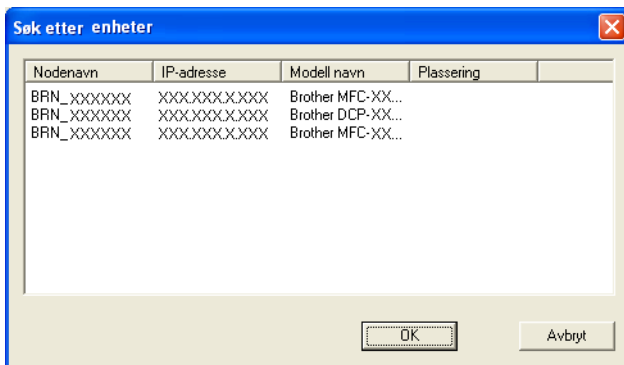 Søk etter enheter
Nodenavn IP-adresse Modell navn Plassering
BRN_XXXXXX XXX.XXX.X.XXX Brother MFC-XX...
BRN_XXXXXX XXX.XXX.X.XXX Brother DCP-XX...
BRN_XXXXXX XXX.XXX.X.XXX Brother MFC-XX...
OK Avbryt